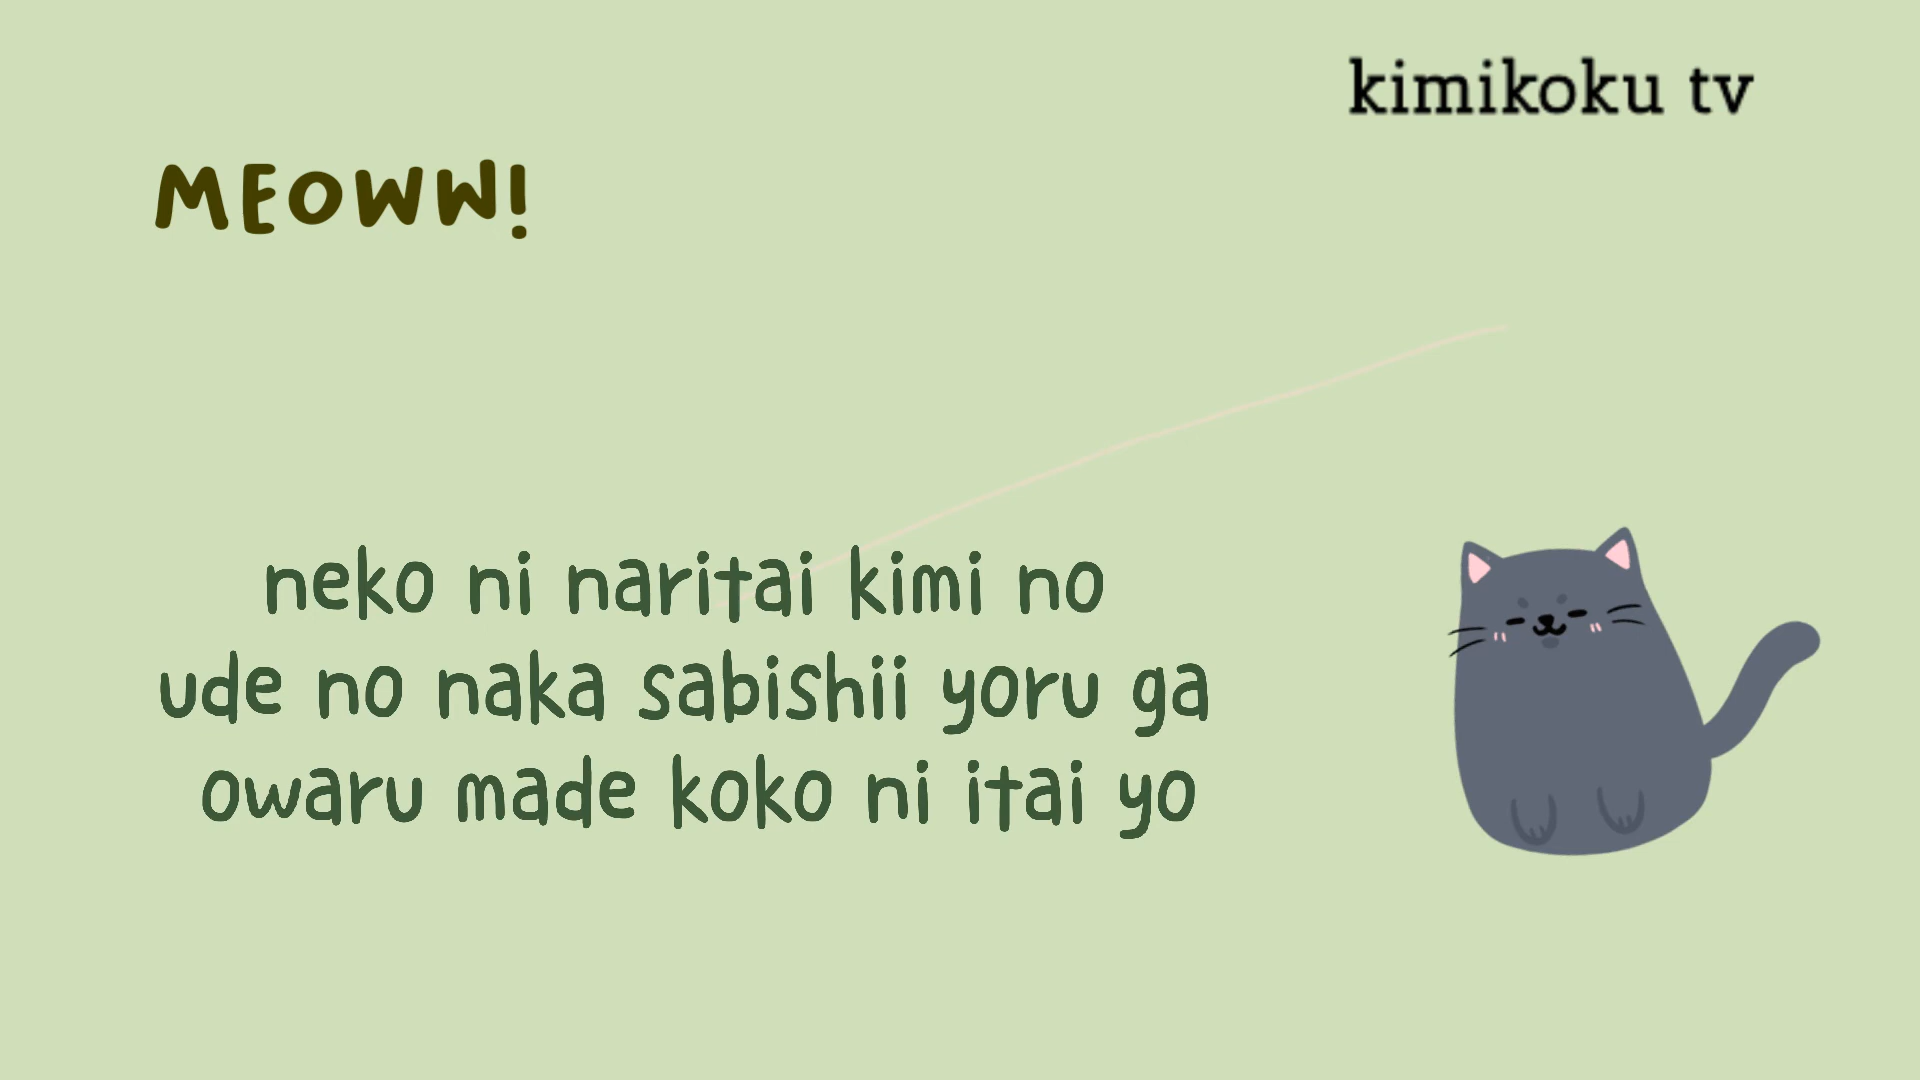 kimikoku tv
MEOWW!
neko ni naritai kimi no
ude no naka sabishii yoru ga
owaru made koko ni itai yo